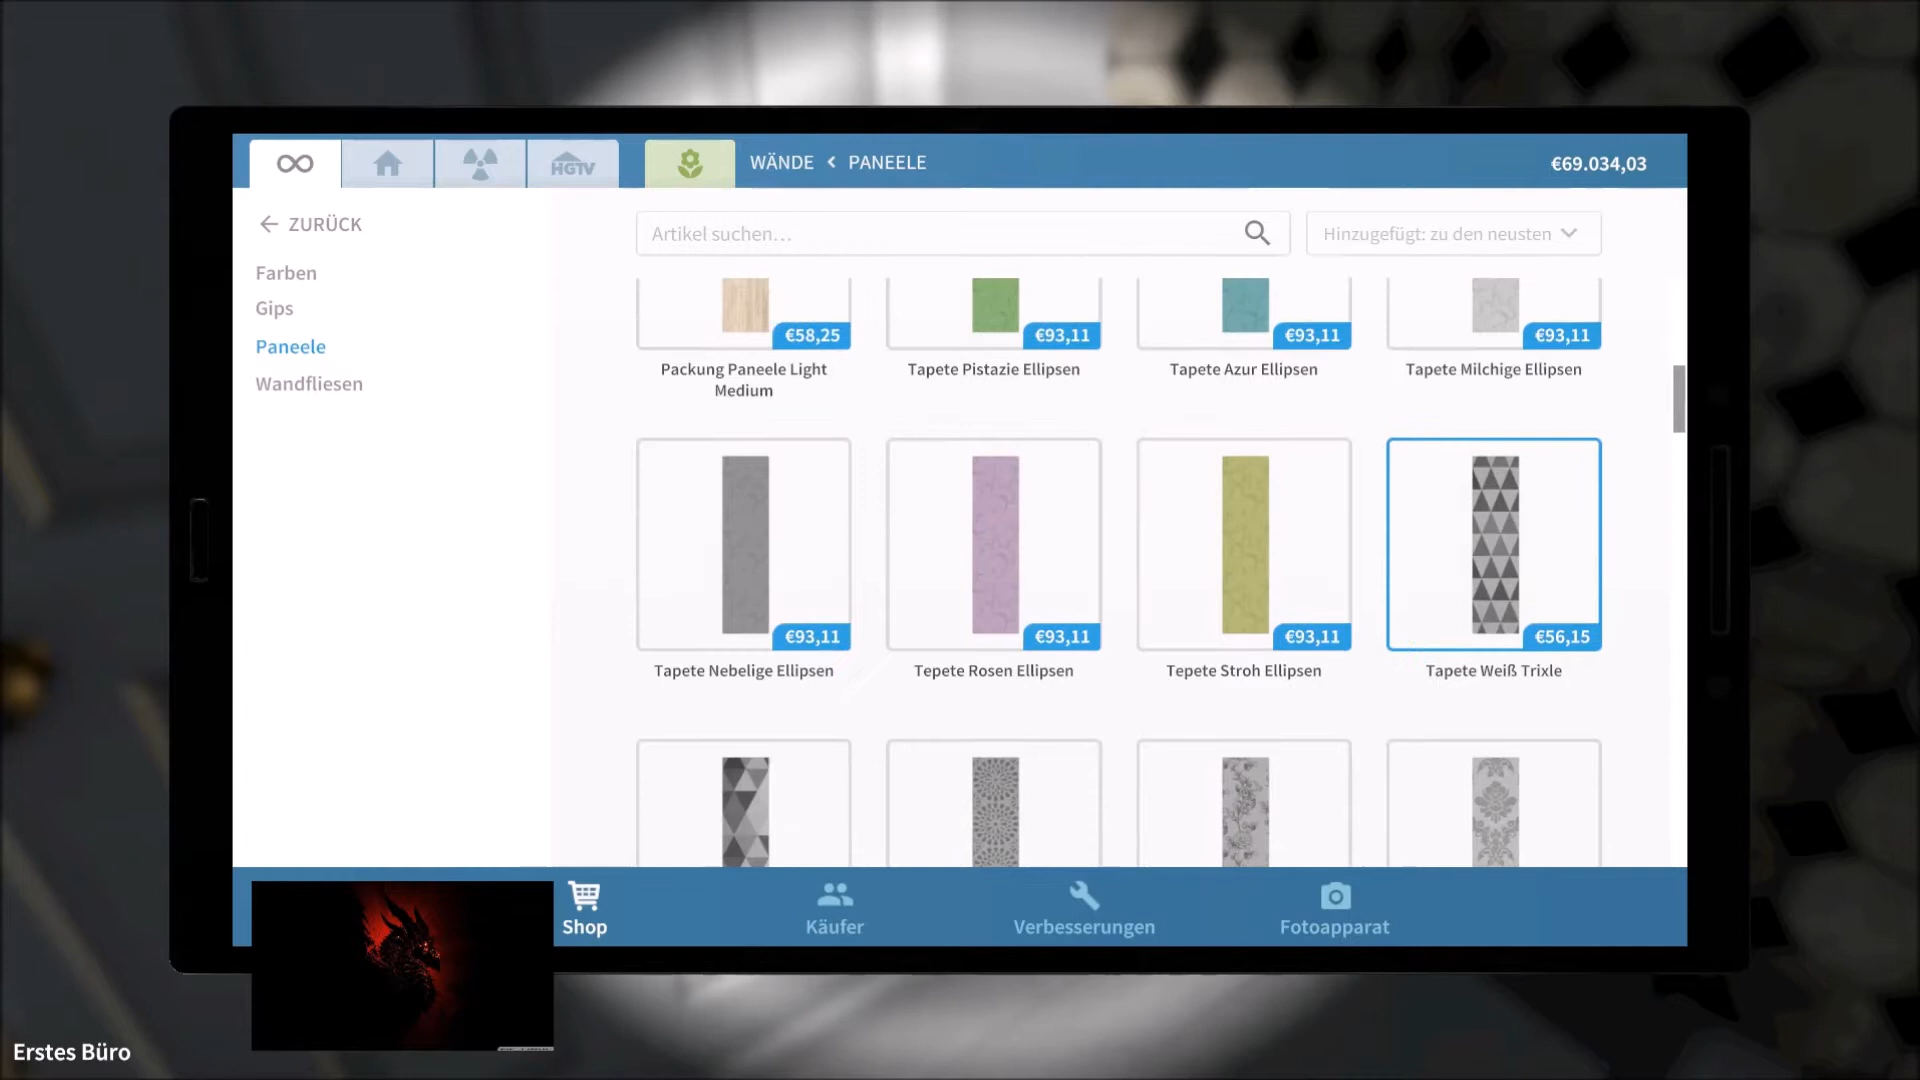 HGTV
WÄNDE < PANEELE
€69.034,03
ZURÜCK
Artikel suchen...
Hinzugefügt: zu den neusten
Farben
Gips
Paneele
Wandfliesen
€58,25
€93,11
€93,11
€93,11
Packung Paneele Light
Medium
Tapete Pistazie Ellipsen
Tapete Azur Ellipsen
Tapete Milchige Ellipsen
€93,11
€93,11
€93,11
€56,15
Tapete Nebelige Ellipsen
Tepete Rosen Ellipsen
Tepete Stroh Ellipsen
Tapete Weiß Trixle
Shop
Käufer
Verbesserungen
Fotoapparat
Erstes Büro